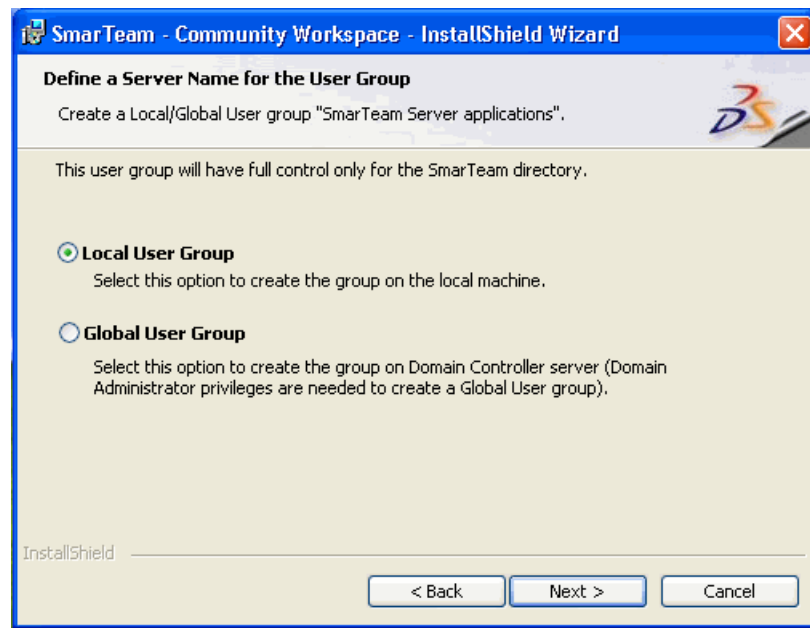 SmarTeam - Community Workspace - InstallShield Wizard
Define a Server Name for the User Group
Create a Local/Global User group "SmarTeam Server applications".
This user group will have full control only for the SmarTeam directory.
Local User Group
Select this option to create the group on the local machine.
Global User Group
Select this option to create the group on Domain Controller server (Domain
Administrator privileges are needed to create a Global User group).
InstallShield
< Back Next > Cancel